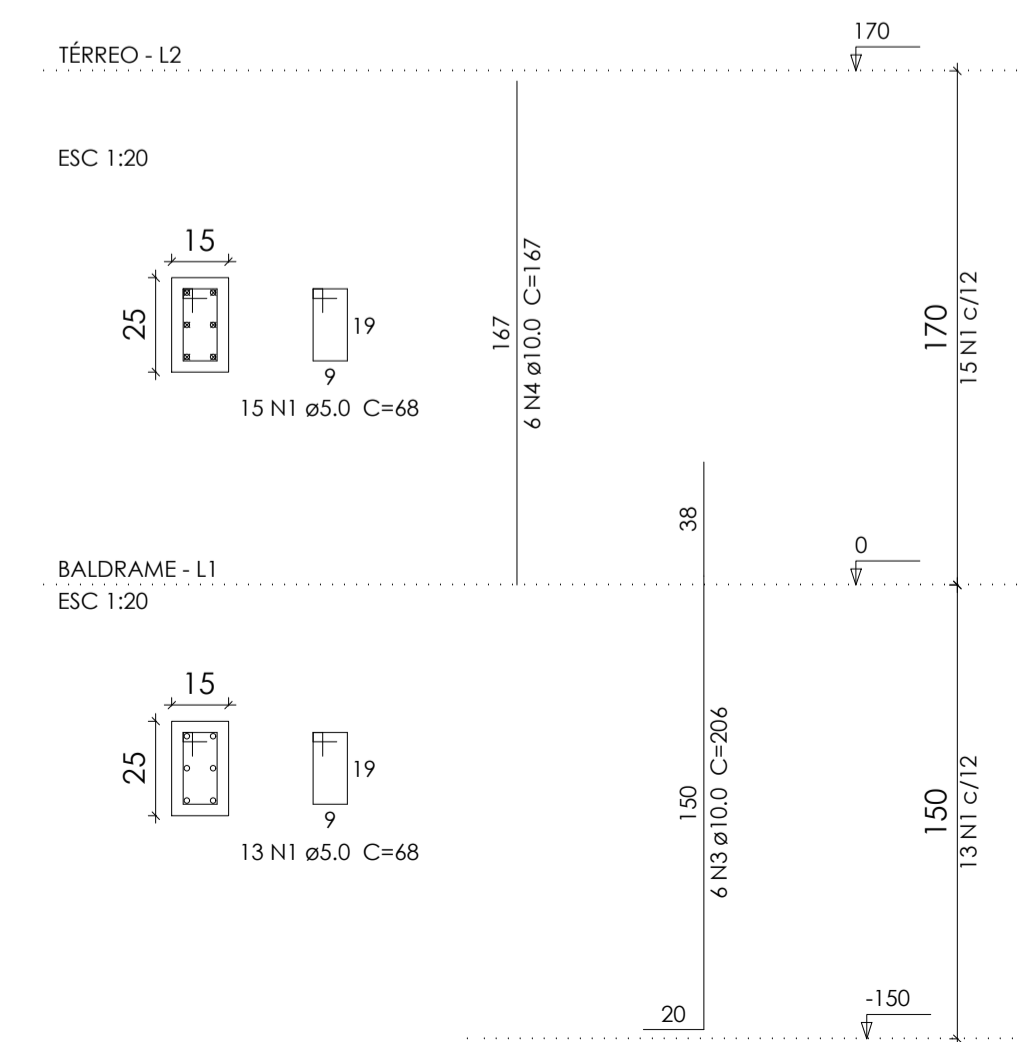 TÉRREO - L2
170
ESC 1:20
15
25
19
9
15 N1 ø5.0 C=68
167
6 N4 ø10.0 C=167
170
15 N1 c/12
38
BALDRAME - L1
0
ESC 1:20
15
25
19
9
13 N1 ø5.0 C=68
150
6 N3 ø10.0 C=206
150
13 N1 c/12
20
-150